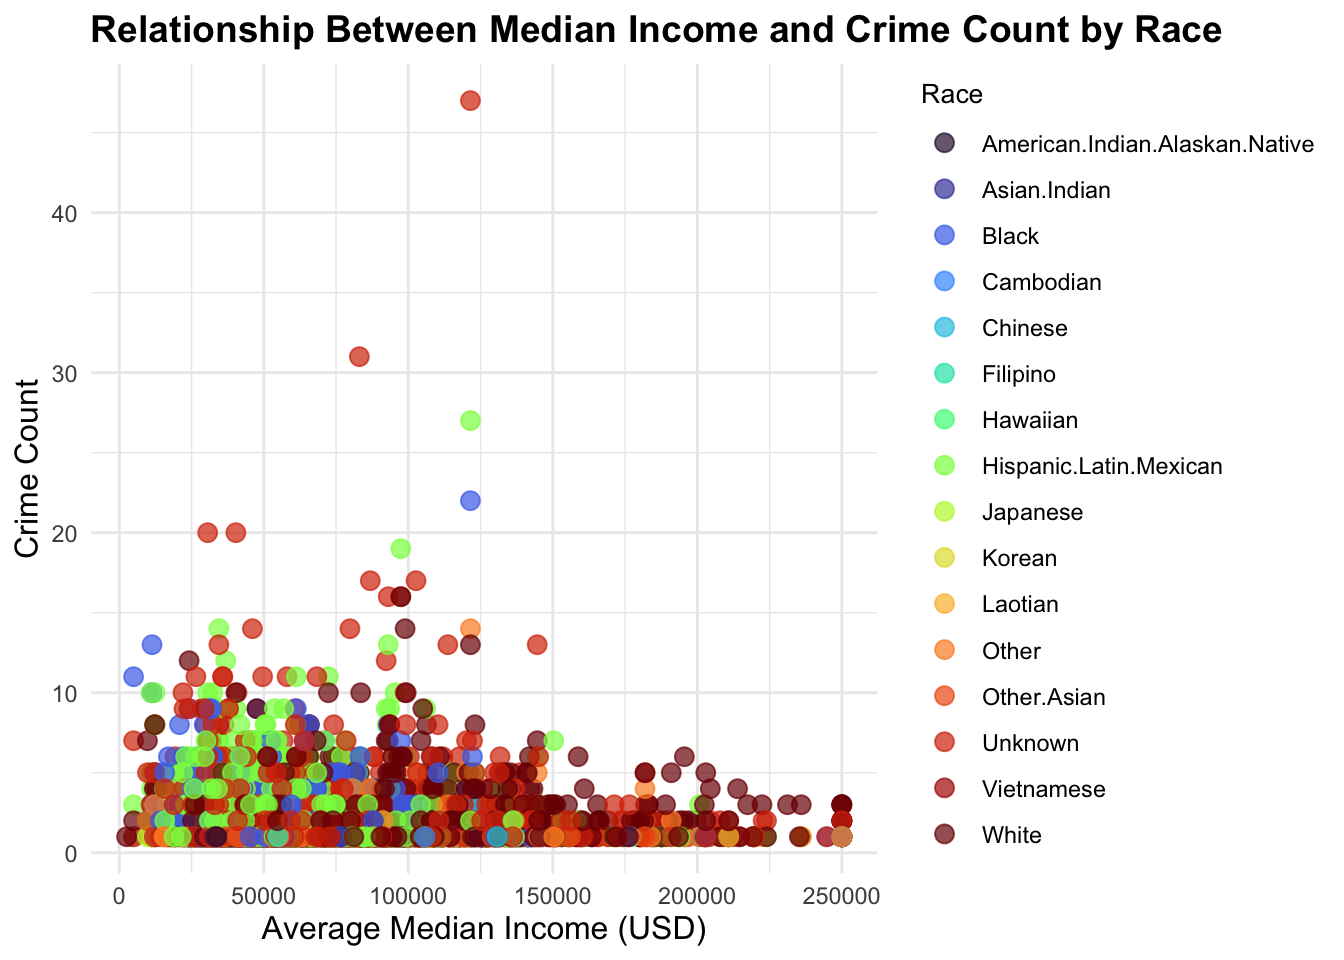 Relationship Between Median Income and Crime Count by Race
Crime Count
40
30
20
10
0
0 50000 100000 150000 200000 250000
Average Median Income (USD)
Race
American.Indian.Alaskan.Native
Asian.Indian
Black
Cambodian
Chinese
Filipino
Hawaiian
Hispanic.Latin.Mexican
Japanese
Korean
Laotian
Other
Other.Asian
Unknown
Vietnamese
White